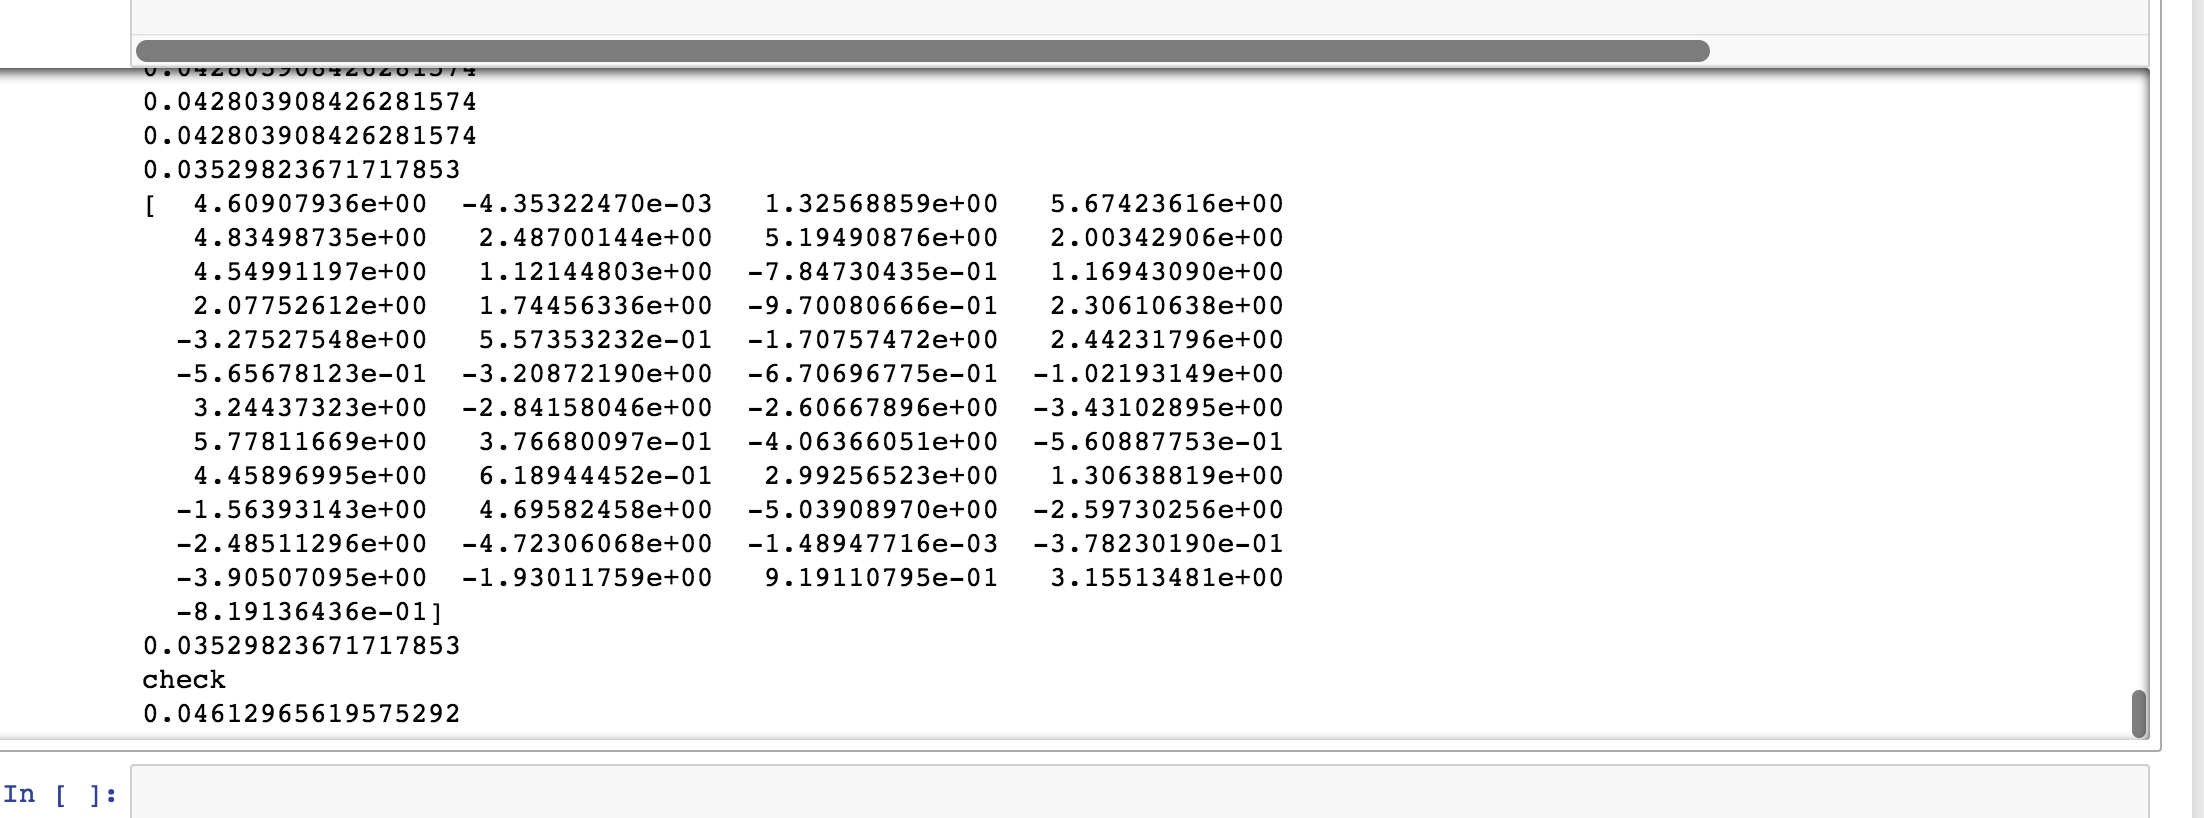 0.042803908426281574
0.042803908426281574
0.042803908426281574
0.03529823671717853
[  4.60907936e+00  -4.35322470e-03   1.32568859e+00   5.67423616e+00
   4.83498735e+00   2.48700144e+00   5.19490876e+00   2.00342906e+00
   4.54991197e+00   1.12144803e+00  -7.84730435e-01   1.16943090e+00
   2.07752612e+00   1.74456336e+00  -9.70080666e-01   2.30610638e+00
  -3.27527548e+00   5.57353232e-01  -1.70757472e+00   2.44231796e+00
  -5.65678123e-01  -3.20872190e+00  -6.70696775e-01  -1.02193149e+00
   3.24437323e+00  -2.84158046e+00  -2.60667896e+00  -3.43102895e+00
   5.77811669e+00   3.76680097e-01  -4.06366051e+00  -5.60887753e-01
   4.45896995e+00   6.18944452e-01   2.99256523e+00   1.30638819e+00
  -1.56393143e+00   4.69582458e+00  -5.03908970e+00  -2.59730256e+00
  -2.48511296e+00  -4.72306068e+00  -1.48947716e-03  -3.78230190e-01
  -3.90507095e+00  -1.93011759e+00   9.19110795e-01   3.15513481e+00
  -8.19136436e-01]
0.03529823671717853
check
0.04612965619575292
In [ ]: